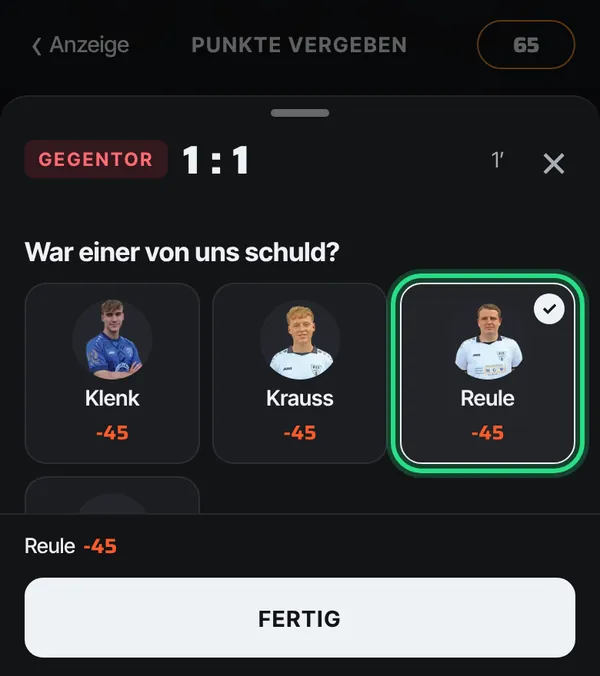 ‹ Anzeige PUNKTE VERGEBEN 65
GEGENTOR 1 : 1 1′ ✕
War einer von uns schuld?
Klenk Krauss Reule
-45 -45 -45
Reule -45
FERTIG